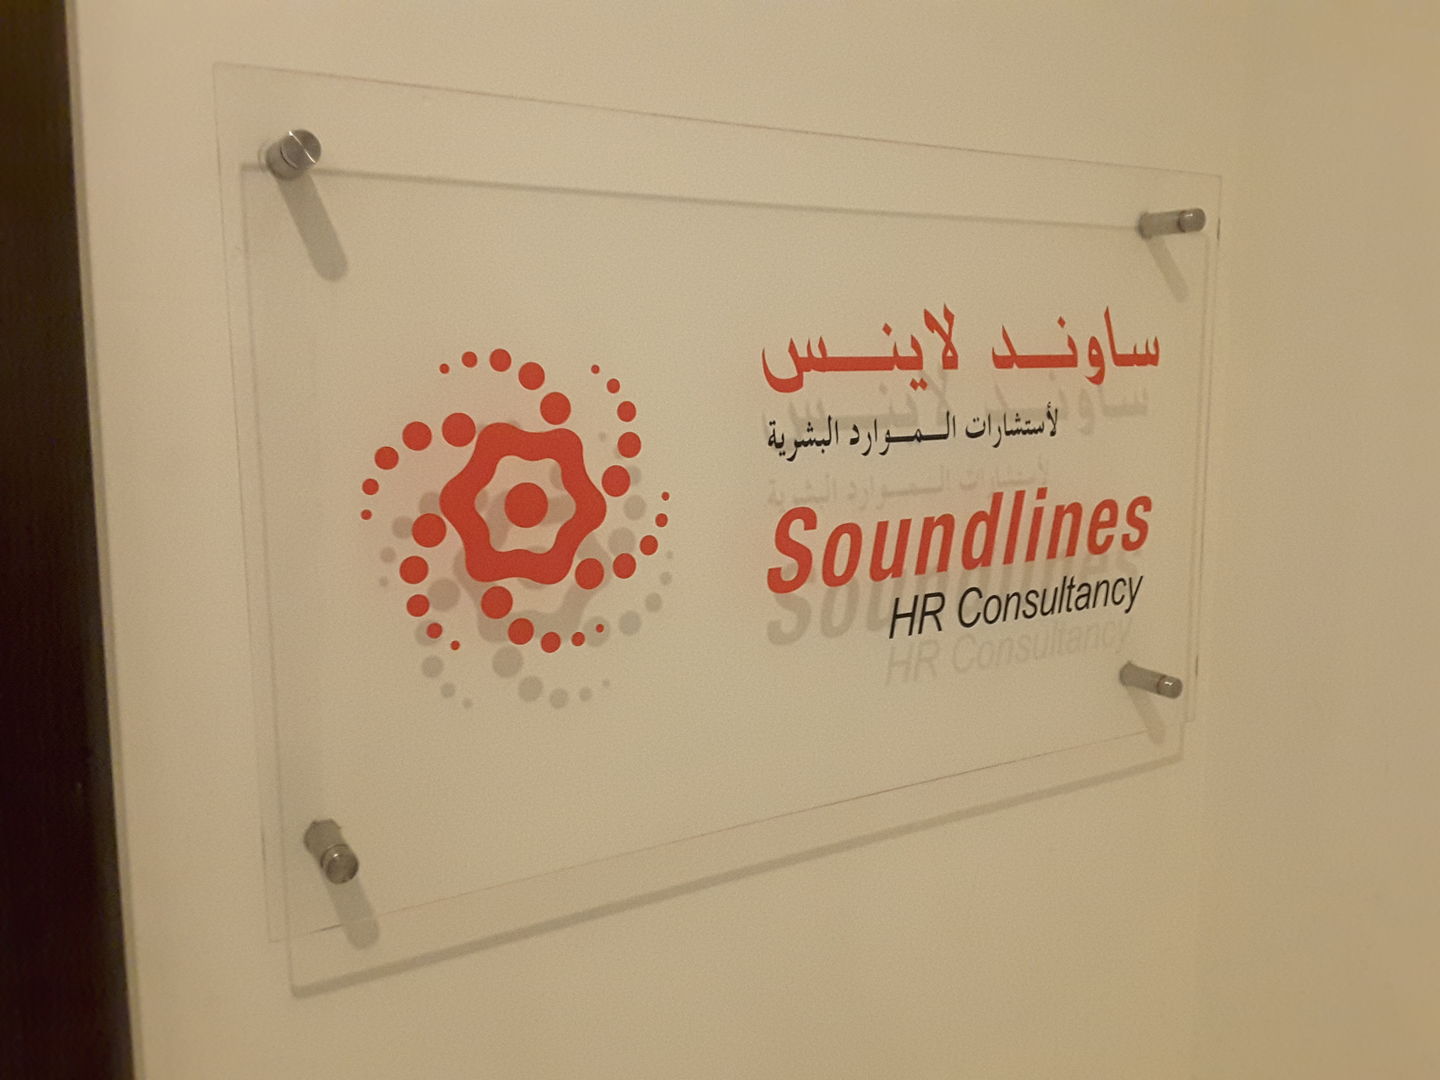 ساوند لاينس
لأستشارات الموارد البشرية
Soundlines
HR Consultancy